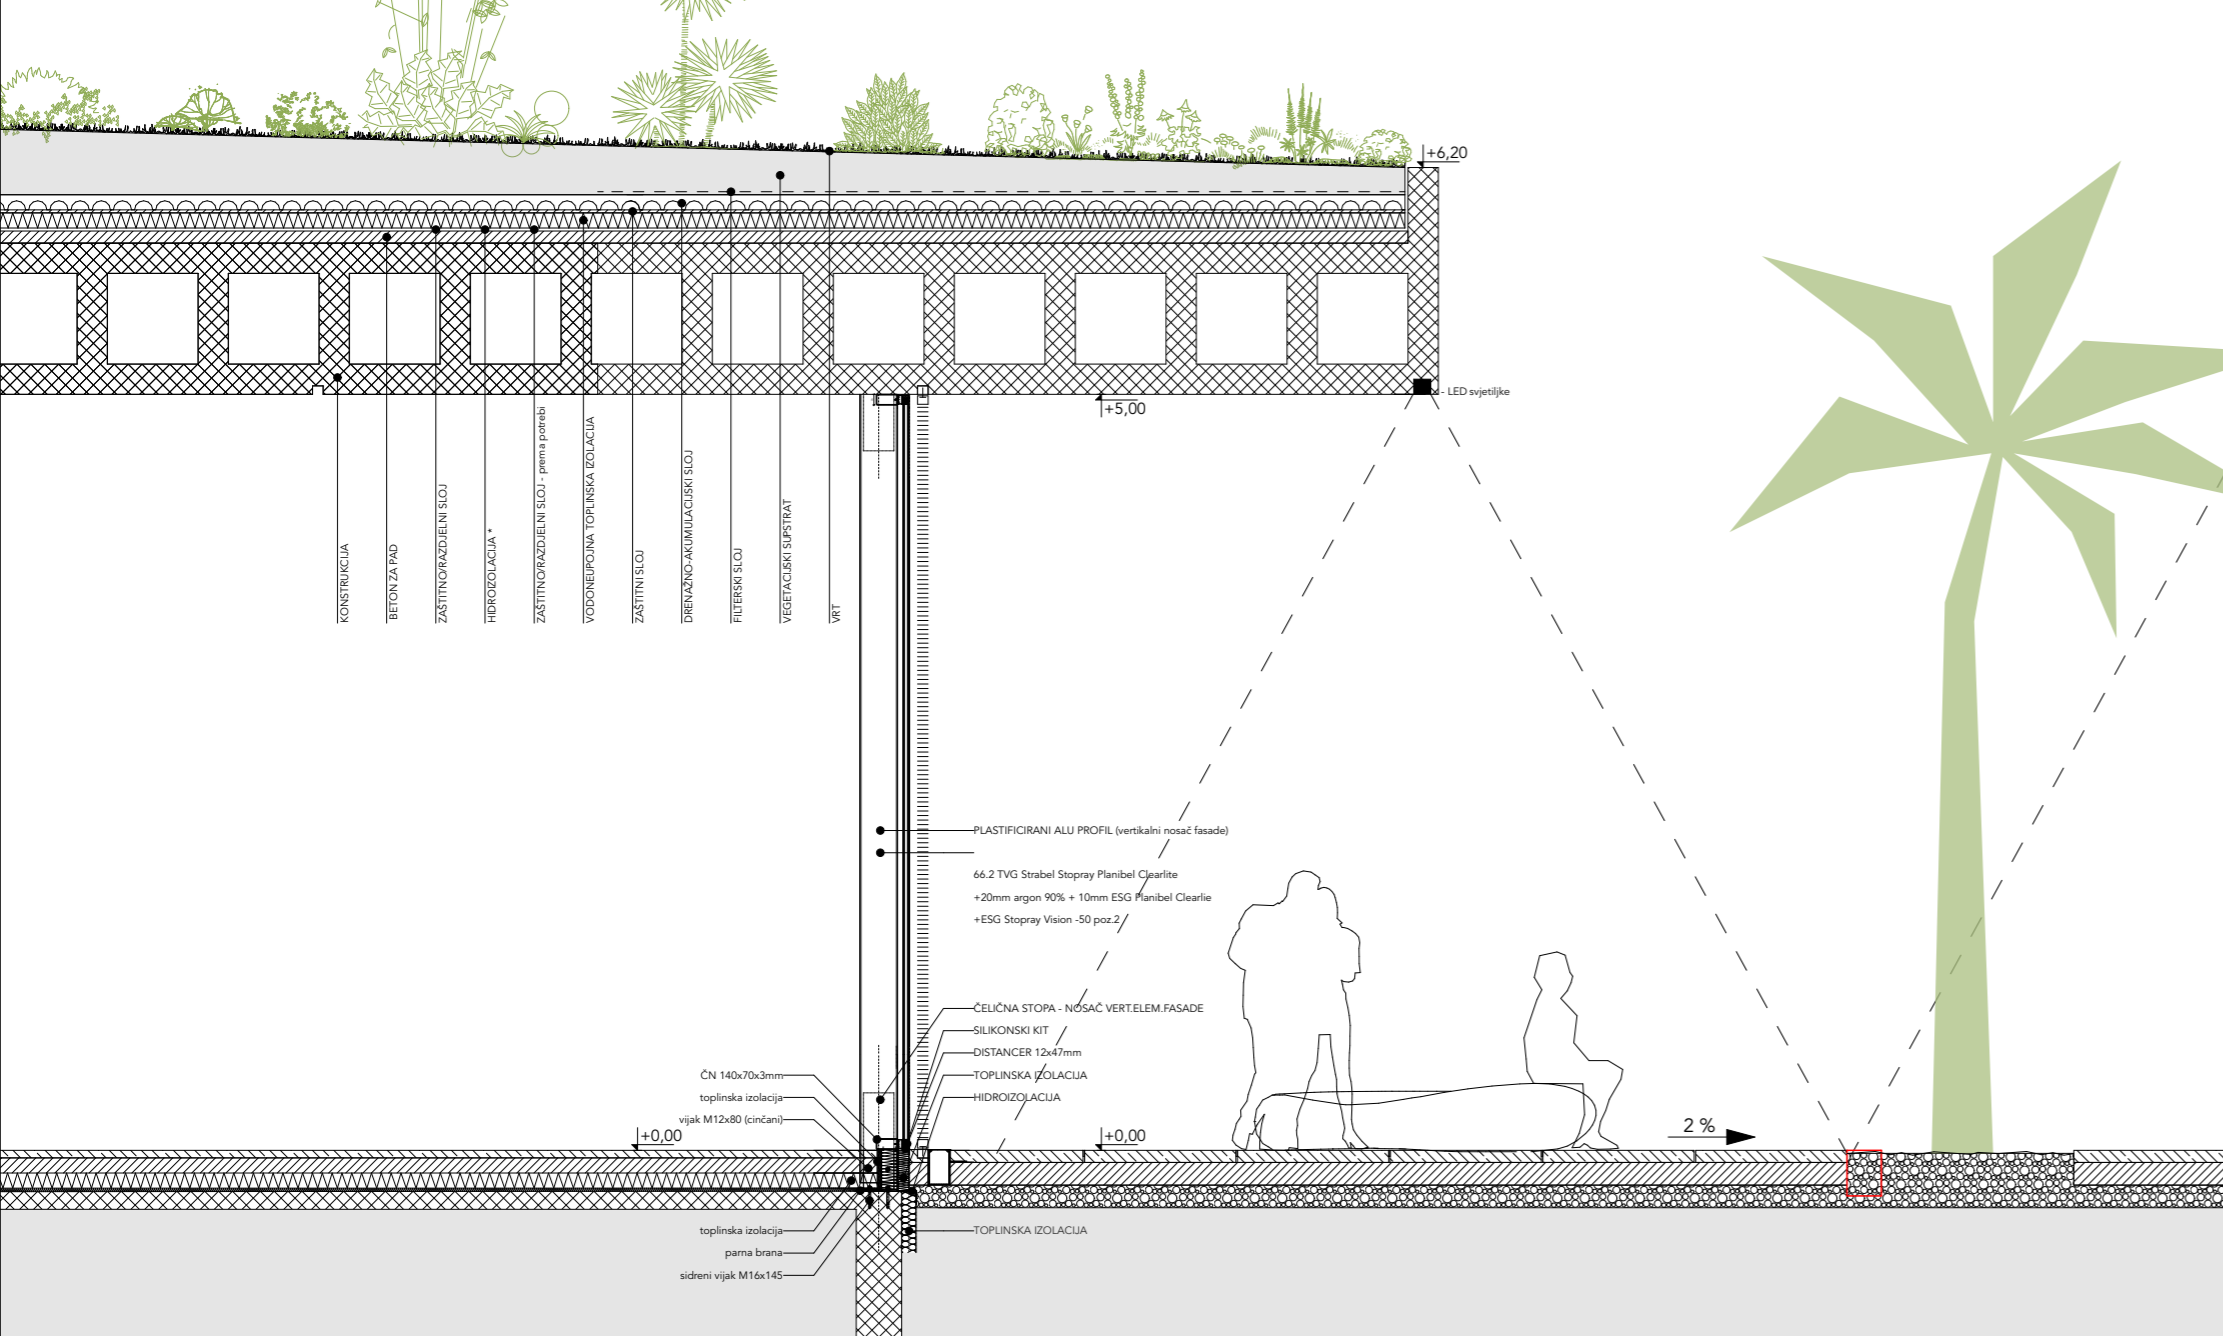 +6,20
- LED svjetiljke
+5,00
KONSTRUKCIJA
BETON ZA PAD
ZAŠTITNO/RAZDJELNI SLOJ
HIDROIZOLACIJA *
ZAŠTITNO/RAZDJELNI SLOJ - prema potrebi
VODONEUPOJNA TOPLINSKA IZOLACIJA
ZAŠTITNI SLOJ
DRENAŽNO-AKUMULACIJSKI SLOJ
FILTERSKI SLOJ
VEGETACIJSKI SUPSTRAT
VRT
PLASTIFICIRANI ALU PROFIL (vertikalni nosač fasade)
66.2 TVG Strabel Stopray Planibel Clearlite
+20mm argon 90% + 10mm ESG Planibel Clearlie
+ESG Stopray Vision -50 poz.2
ČELIČNA STOPA - NOSAČ VERT.ELEM.FASADE
SILIKONSKI KIT
DISTANCER 12x47mm
TOPLINSKA IZOLACIJA
HIDROIZOLACIJA
ČN 140x70x3mm
toplinska izolacija
vijak M12x80 (cinčani)
+0,00
+0,00
2 %
toplinska izolacija
parna brana
sidreni vijak M16x145
TOPLINSKA IZOLACIJA